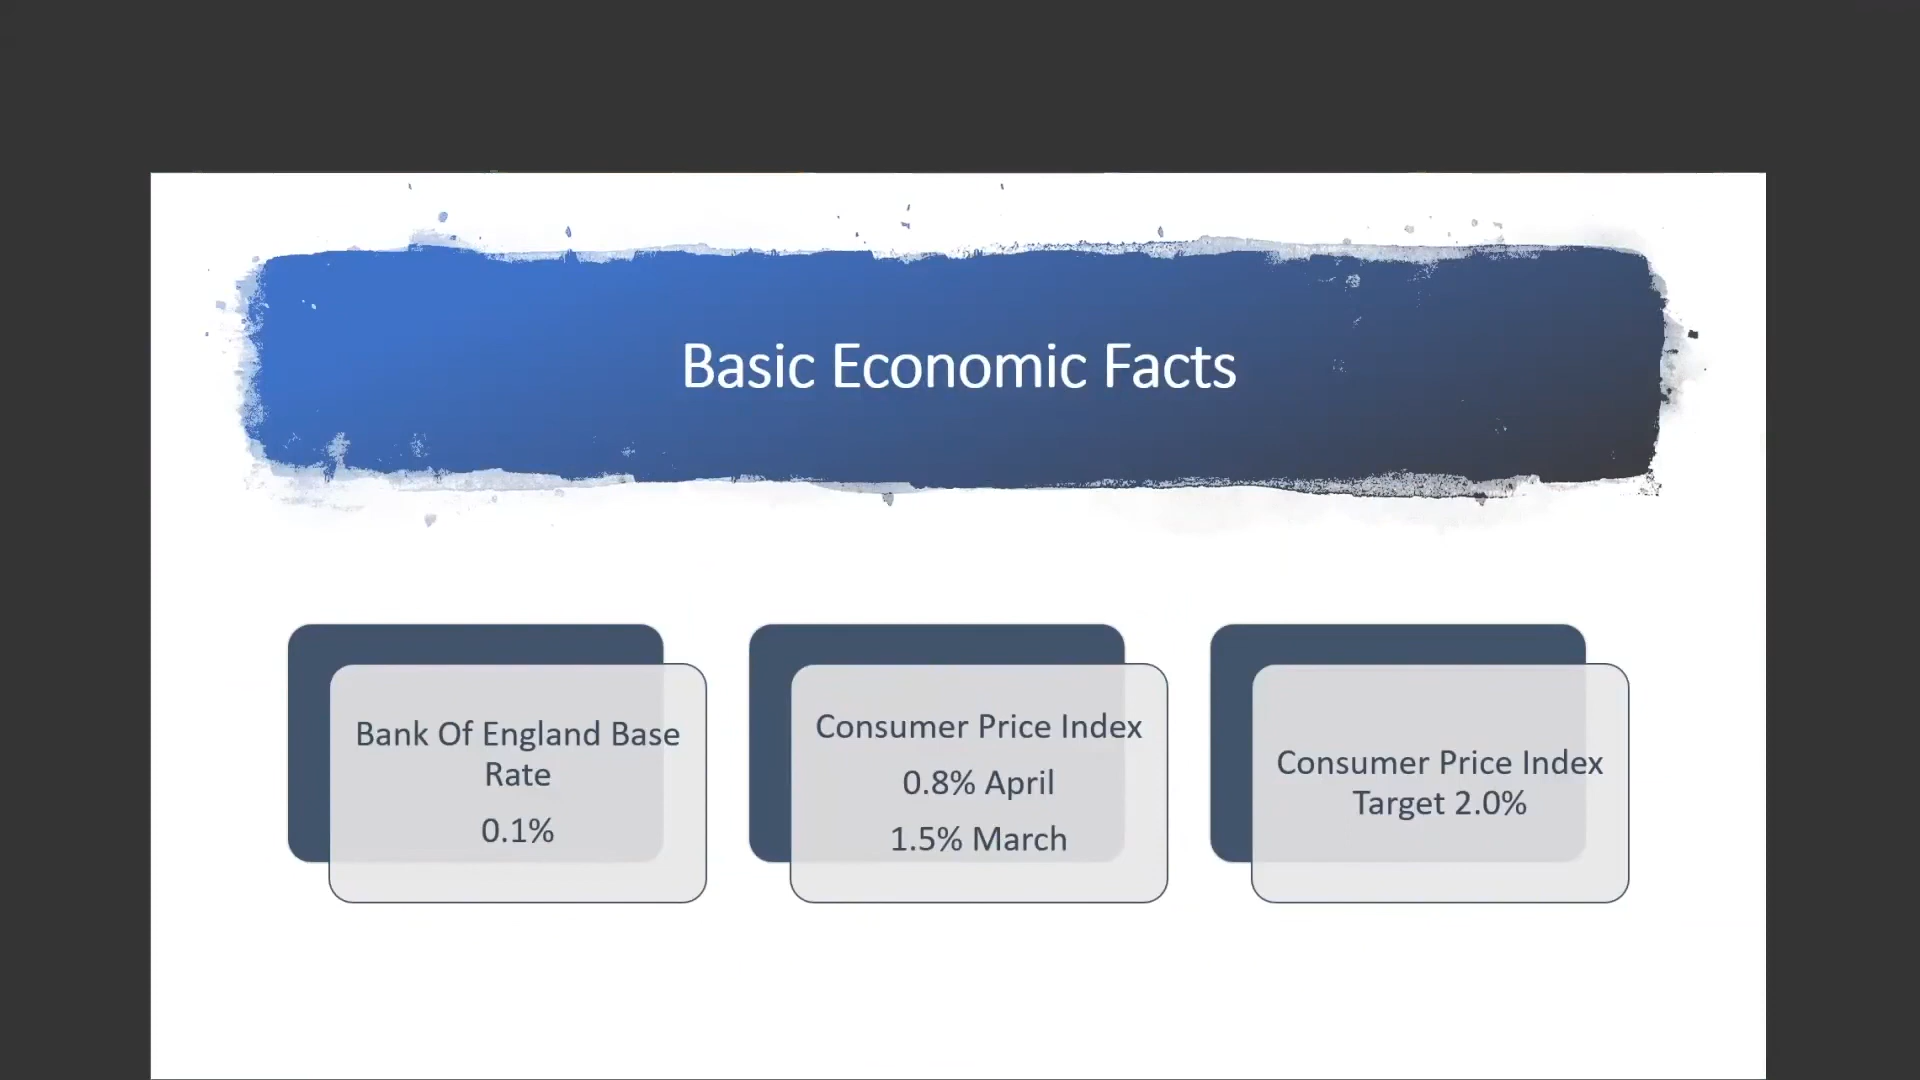 Basic Economic Facts
Bank Of England Base
Rate
0.1%
Consumer Price Index
0.8% April
1.5% March
Consumer Price Index
Target 2.0%